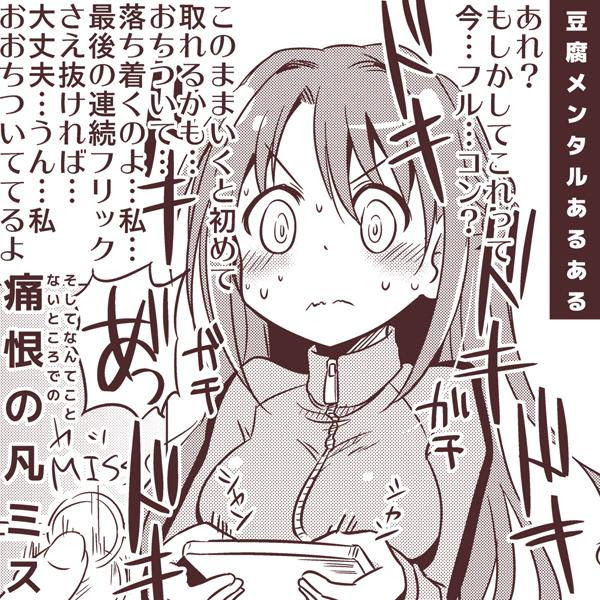 豆腐メンタルあるある
あれ？
もしかしてこれって
今…フル…コン？
ドキ
ドキ
このままいくと初めて
取れるかも…
おちついて…
落ち着くのよ…私…
最後の連続フリック
さえ抜ければ…
大丈夫…うん…私
おおちついてるよ
ドキ
ドキ
ガチ
ガチ
シャン
シャン
あっ
MISS
そしてなんてこと
ないところでの
痛恨の凡ミス